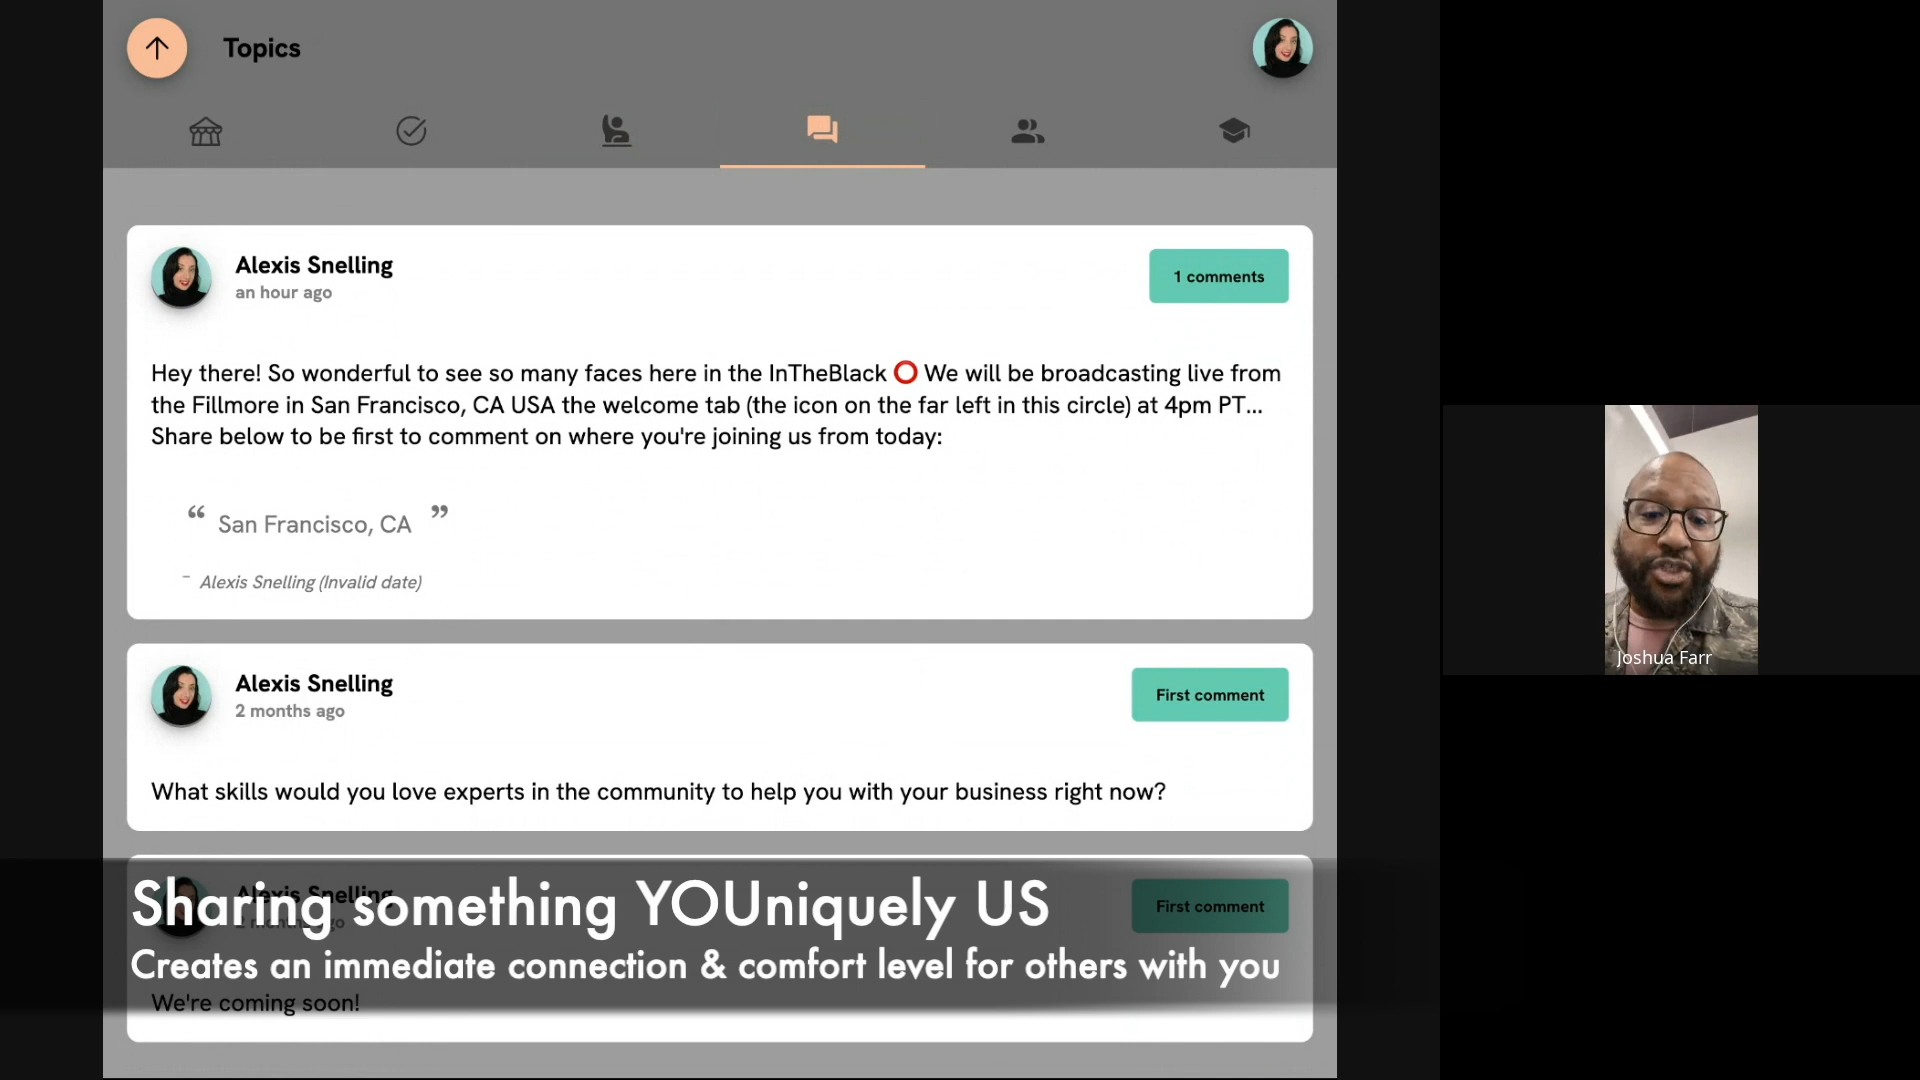 Topics
Alexis Snelling
an hour ago
1 comments
Hey there! So wonderful to see so many faces here in the InTheBlack ⭕ We will be broadcasting live from
the Fillmore in San Francisco, CA USA the welcome tab (the icon on the far left in this circle) at 4pm PT...
Share below to be first to comment on where you're joining us from today:
“ San Francisco, CA ”
- Alexis Snelling (Invalid date)
Alexis Snelling
2 months ago
First comment
What skills would you love experts in the community to help you with your business right now?
Alexis Snelling
2 months ago
First comment
Sharing something YOUniquely US
Creates an immediate connection & comfort level for others with you
We're coming soon!
Joshua Farr